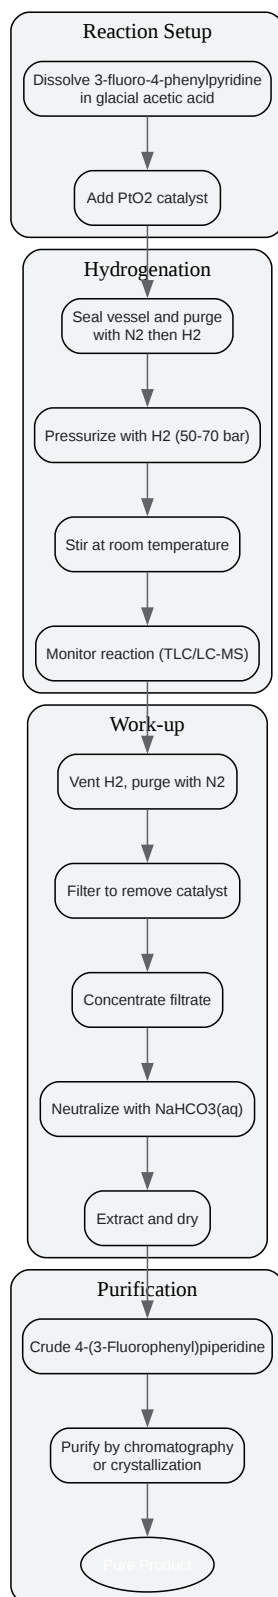 Reaction Setup
Dissolve 3-fluoro-4-phenylpyridine
in glacial acetic acid
Add PtO2 catalyst
Hydrogenation
Seal vessel and purge
with N2 then H2
Pressurize with H2 (50-70 bar)
Stir at room temperature
Monitor reaction (TLC/LC-MS)
Work-up
Vent H2, purge with N2
Filter to remove catalyst
Concentrate filtrate
Neutralize with NaHCO3(aq)
Extract and dry
Purification
Crude 4-(3-Fluorophenyl)piperidine
Purify by chromatography
or crystallization
Pure Product